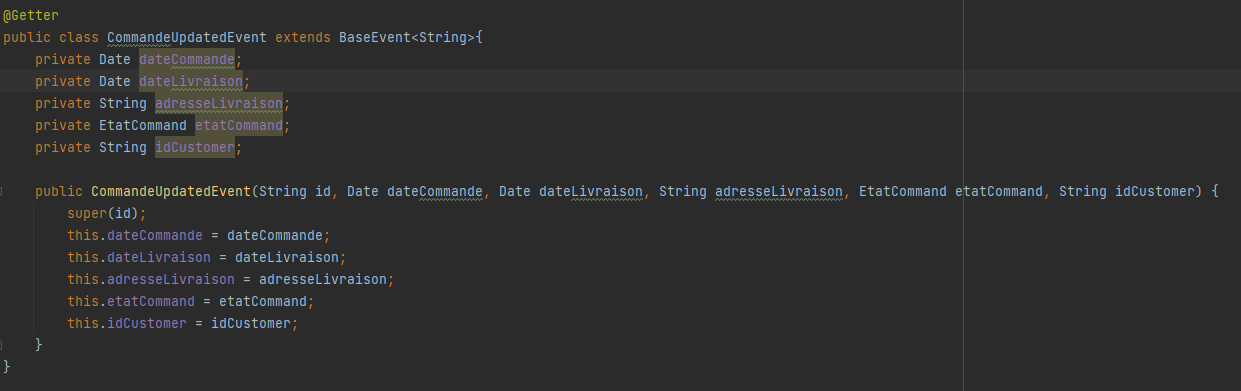 @Getter
public class CommandeUpdatedEvent extends BaseEvent<String>{
    private Date dateCommande;
    private Date dateLivraison;
    private String adresseLivraison;
    private EtatCommand etatCommand;
    private String idCustomer;
    public CommandeUpdatedEvent(String id, Date dateCommande, Date dateLivraison, String adresseLivraison, EtatCommand etatCommand, String idCustomer) {
        super(id);
        this.dateCommande = dateCommande;
        this.dateLivraison = dateLivraison;
        this.adresseLivraison = adresseLivraison;
        this.etatCommand = etatCommand;
        this.idCustomer = idCustomer;
    }
}